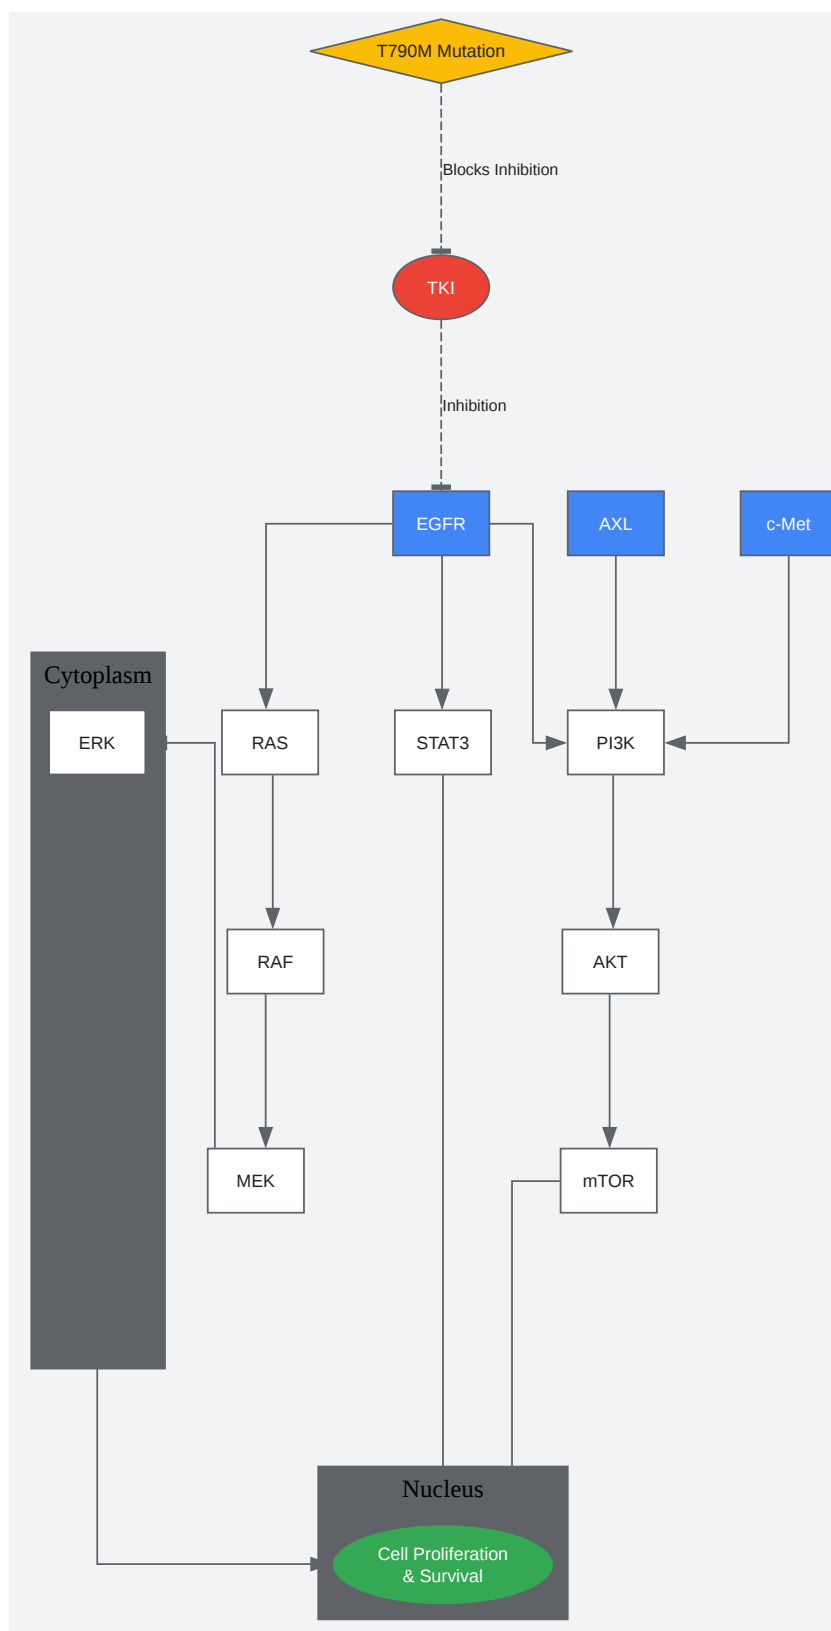 T790M Mutation
Blocks Inhibition
TKI
Inhibition
EGFR
AXL
c-Met
Cytoplasm
ERK
RAS
STAT3
PI3K
RAF
AKT
MEK
mTOR
Nucleus
Cell Proliferation
& Survival